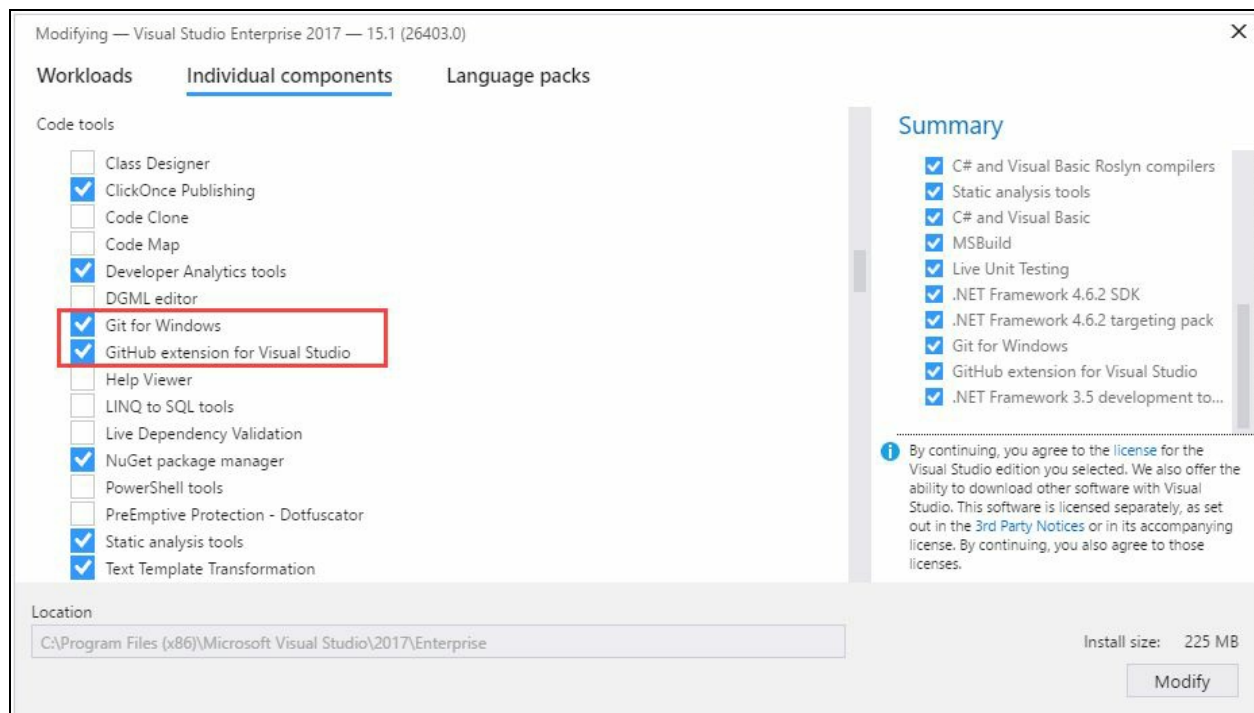 Modifying — Visual Studio Enterprise 2017 — 15.1 (26403.0)
Workloads Individual components Language packs
Code tools
Class Designer
ClickOnce Publishing
Code Clone
Code Map
Developer Analytics tools
DGML editor
Git for Windows
GitHub extension for Visual Studio
Help Viewer
LINQ to SQL tools
Live Dependency Validation
NuGet package manager
PowerShell tools
PreEmptive Protection - Dotfuscator
Static analysis tools
Text Template Transformation
Summary
C# and Visual Basic Roslyn compilers
Static analysis tools
C# and Visual Basic
MSBuild
Live Unit Testing
.NET Framework 4.6.2 SDK
.NET Framework 4.6.2 targeting pack
Git for Windows
GitHub extension for Visual Studio
.NET Framework 3.5 development to...
By continuing, you agree to the license for the
Visual Studio edition you selected. We also offer the
ability to download other software with Visual
Studio. This software is licensed separately, as set
out in the 3rd Party Notices or in its accompanying
license. By continuing, you also agree to those
licenses.
Location
C:\Program Files (x86)\Microsoft Visual Studio\2017\Enterprise
Install size: 225 MB
Modify